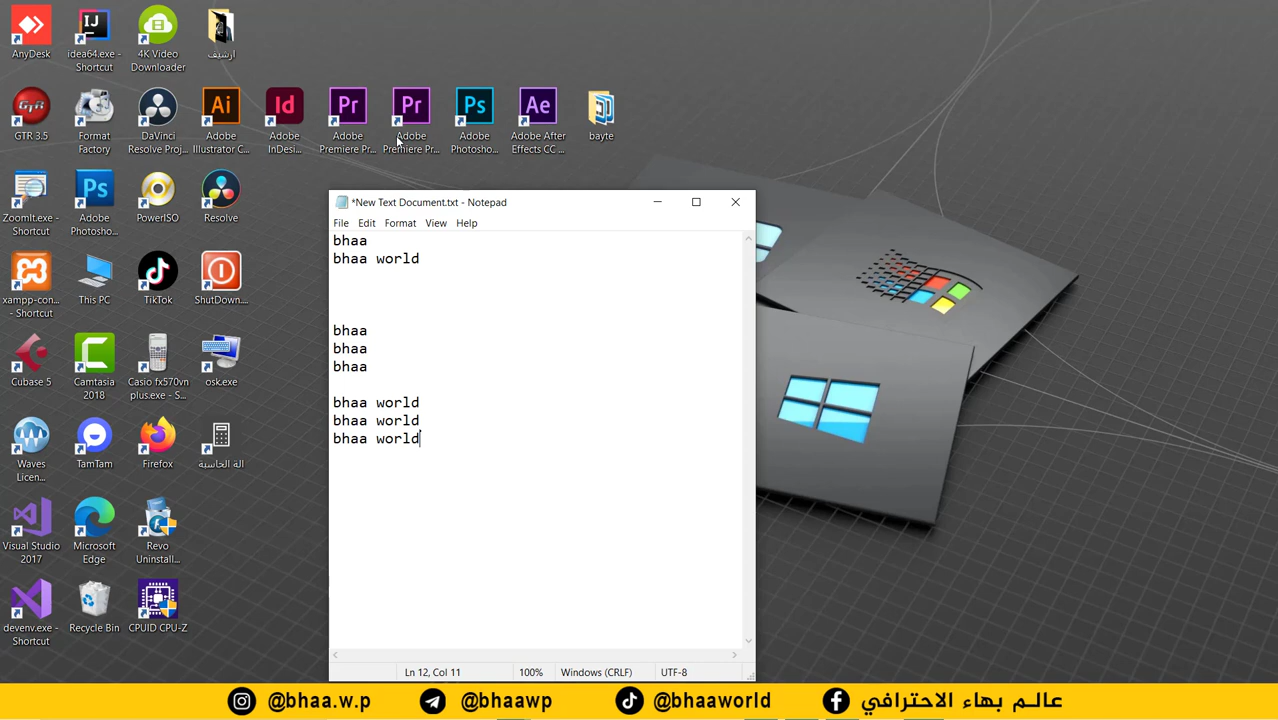 AnyDesk
idea64.exe - Shortcut
4K Video Downloader
ارشيف
GTR 3.5
Format Factory
DaVinci Resolve Proj...
Adobe Illustrator C...
Adobe InDesi...
Adobe Premiere Pr...
Adobe Premiere Pr...
Adobe Photosho...
Adobe After Effects CC ...
bayte
ZoomIt.exe - Shortcut
Adobe Photosho...
PowerISO
Resolve
xampp-con... - Shortcut
This PC
TikTok
ShutDown....
Cubase 5
Camtasia 2018
Casio fx570vn plus.exe - S...
osk.exe
Waves Licen...
TamTam
Firefox
الة الحاسبة
Visual Studio 2017
Microsoft Edge
Revo Uninstall...
devenv.exe - Shortcut
Recycle Bin
CPUID CPU-Z
*New Text Document.txt - Notepad
File Edit Format View Help
bhaa
bhaa world
bhaa
bhaa
bhaa
bhaa world
bhaa world
bhaa world
Ln 12, Col 11 100% Windows (CRLF) UTF-8
@bhaa.w.p @bhaawp @bhaaworld عالم بهاء الاحترافي